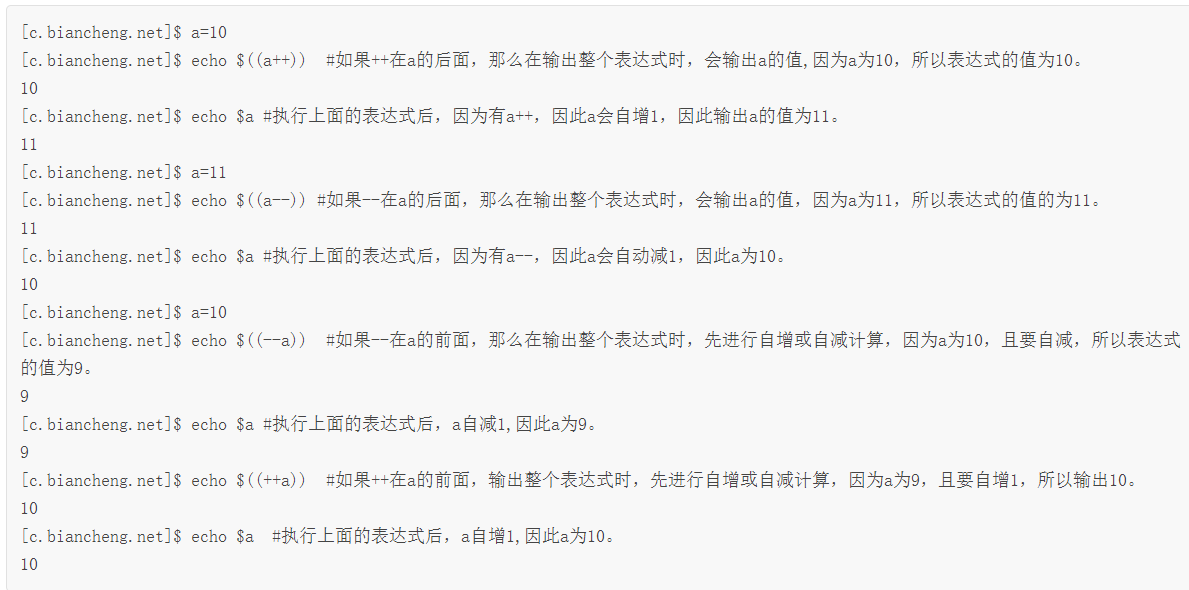 [c.biancheng.net]$ a=10
[c.biancheng.net]$ echo $((a++))  #如果++在a的后面，那么在输出整个表达式时，会输出a的值,因为a为10，所以表达式的值为10。
10
[c.biancheng.net]$ echo $a #执行上面的表达式后，因为有a++，因此a会自增1，因此输出a的值为11。
11
[c.biancheng.net]$ a=11
[c.biancheng.net]$ echo $((a--)) #如果--在a的后面，那么在输出整个表达式时，会输出a的值，因为a为11，所以表达式的值的为11。
11
[c.biancheng.net]$ echo $a #执行上面的表达式后，因为有a--，因此a会自动减1，因此a为10。
10
[c.biancheng.net]$ a=10
[c.biancheng.net]$ echo $((--a))  #如果--在a的前面，那么在输出整个表达式时，先进行自增或自减计算，因为a为10，且要自减，所以表达式
的值为9。
9
[c.biancheng.net]$ echo $a #执行上面的表达式后，a自减1,因此a为9。
9
[c.biancheng.net]$ echo $((++a))  #如果++在a的前面，输出整个表达式时，先进行自增或自减计算，因为a为9，且要自增1，所以输出10。
10
[c.biancheng.net]$ echo $a  #执行上面的表达式后，a自增1,因此a为10。
10